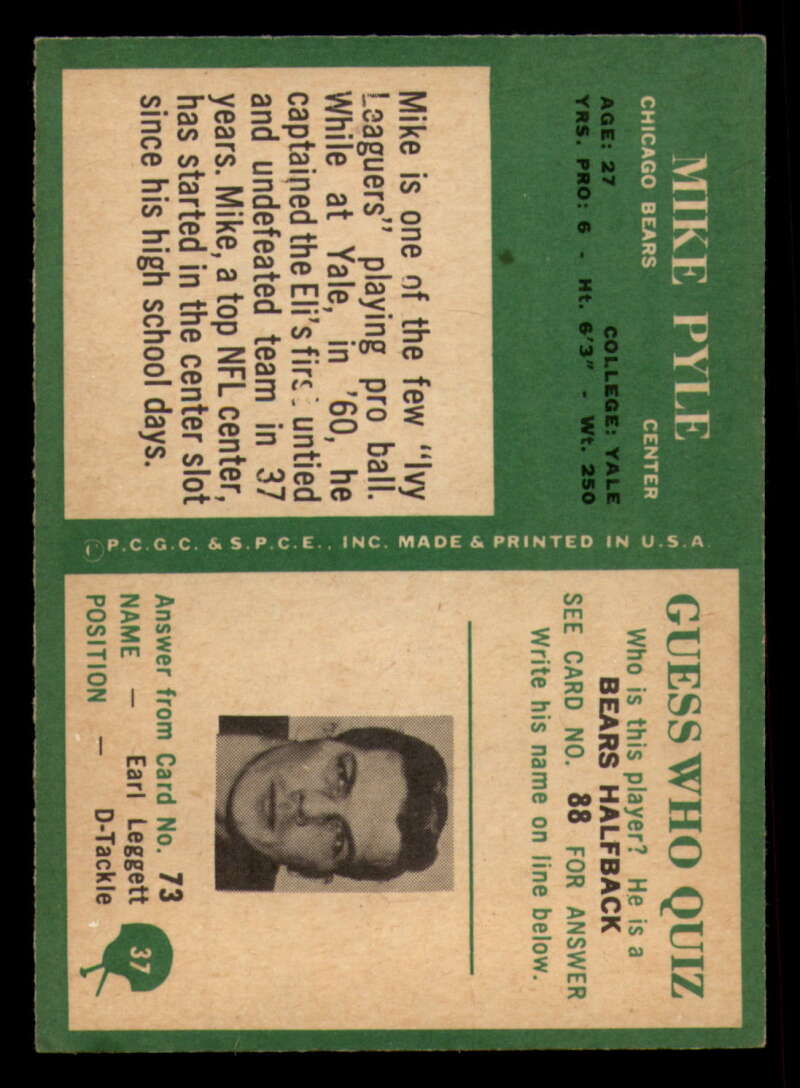 MIKE PYLE
CHICAGO BEARS CENTER
AGE: 27 COLLEGE: YALE
YRS. PRO: 6 - Ht. 6'3" - Wt. 250
Mike is one of the few "Ivy
Leaguers" playing pro ball.
While at Yale, in '60, he
captained the Eli's first untied
and undefeated team in 37
years. Mike, a top NFL center,
has started in the center slot
since his high school days.
© P.C.G.C. & S.P.C.E., INC. MADE & PRINTED IN U.S.A.
GUESS WHO QUIZ
Who is this player? He is a
BEARS HALFBACK
SEE CARD NO. 88 FOR ANSWER
Write his name on line below.
Answer from Card No. 73
NAME — Earl Leggett
POSITION — D-Tackle
37